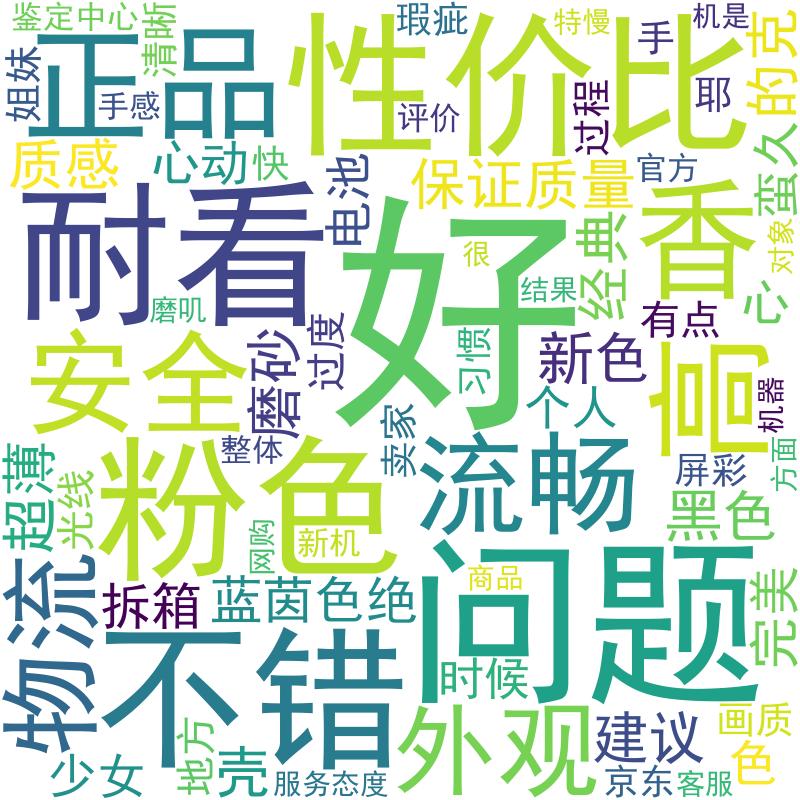 鉴定中心
清晰
瑕疵
特慢
机是
姐妹
正品
性价比
手
的克
手感
评价
过程
耶
质感
心动
快
电池
保证质量
官方
蛮久
耐看
好
香
经典
对象
很
磨叽
结果
心
安全
磨砂
过度
习惯
新色
有点
高
机器
个人
整体
卖家
流畅
屏彩
方面
超薄
光线
粉色
黑色
网购
新机
物流
拆箱
蓝茵色绝
商品
问题
完美
不错
时候
外观
建议
画质
色
少女
地方
壳
服务态度
京东
客服